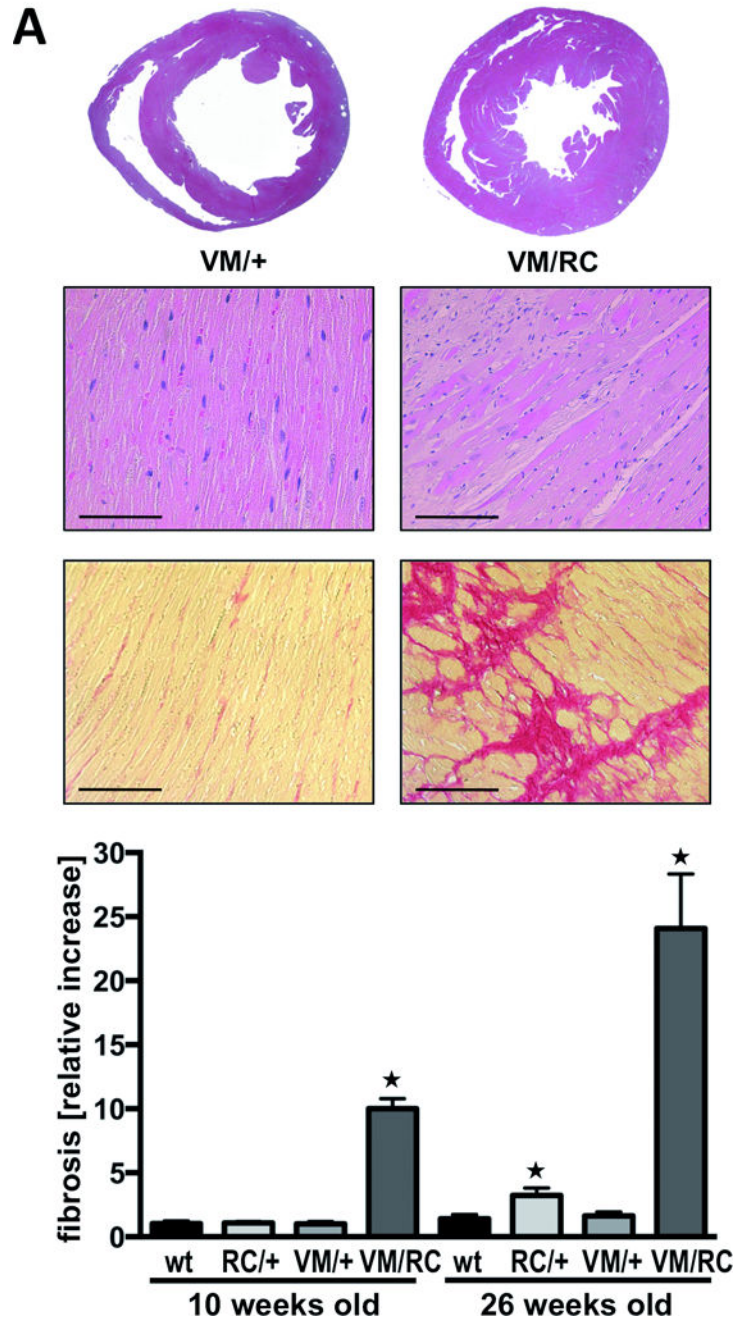 A
VM/+ VM/RC
30
25
20
15
10
5
0
fibrosis [relative increase]
★ ★ ★
wt RC/+ VM/+ VM/RC wt RC/+ VM/+ VM/RC
10 weeks old 26 weeks old